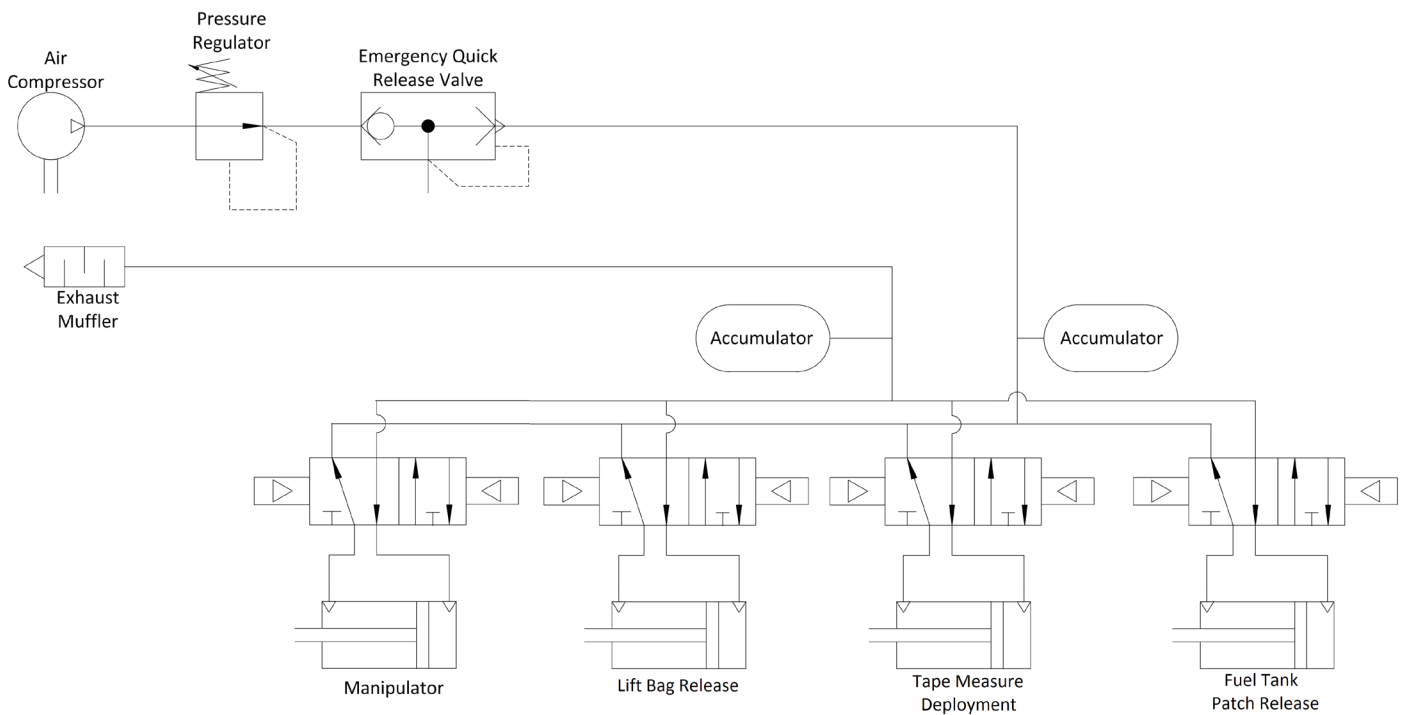 Pressure
Regulator
Air
Compressor
Emergency Quick
Release Valve
Exhaust
Muffler
Accumulator
Accumulator
Manipulator
Lift Bag Release
Tape Measure
Deployment
Fuel Tank
Patch Release